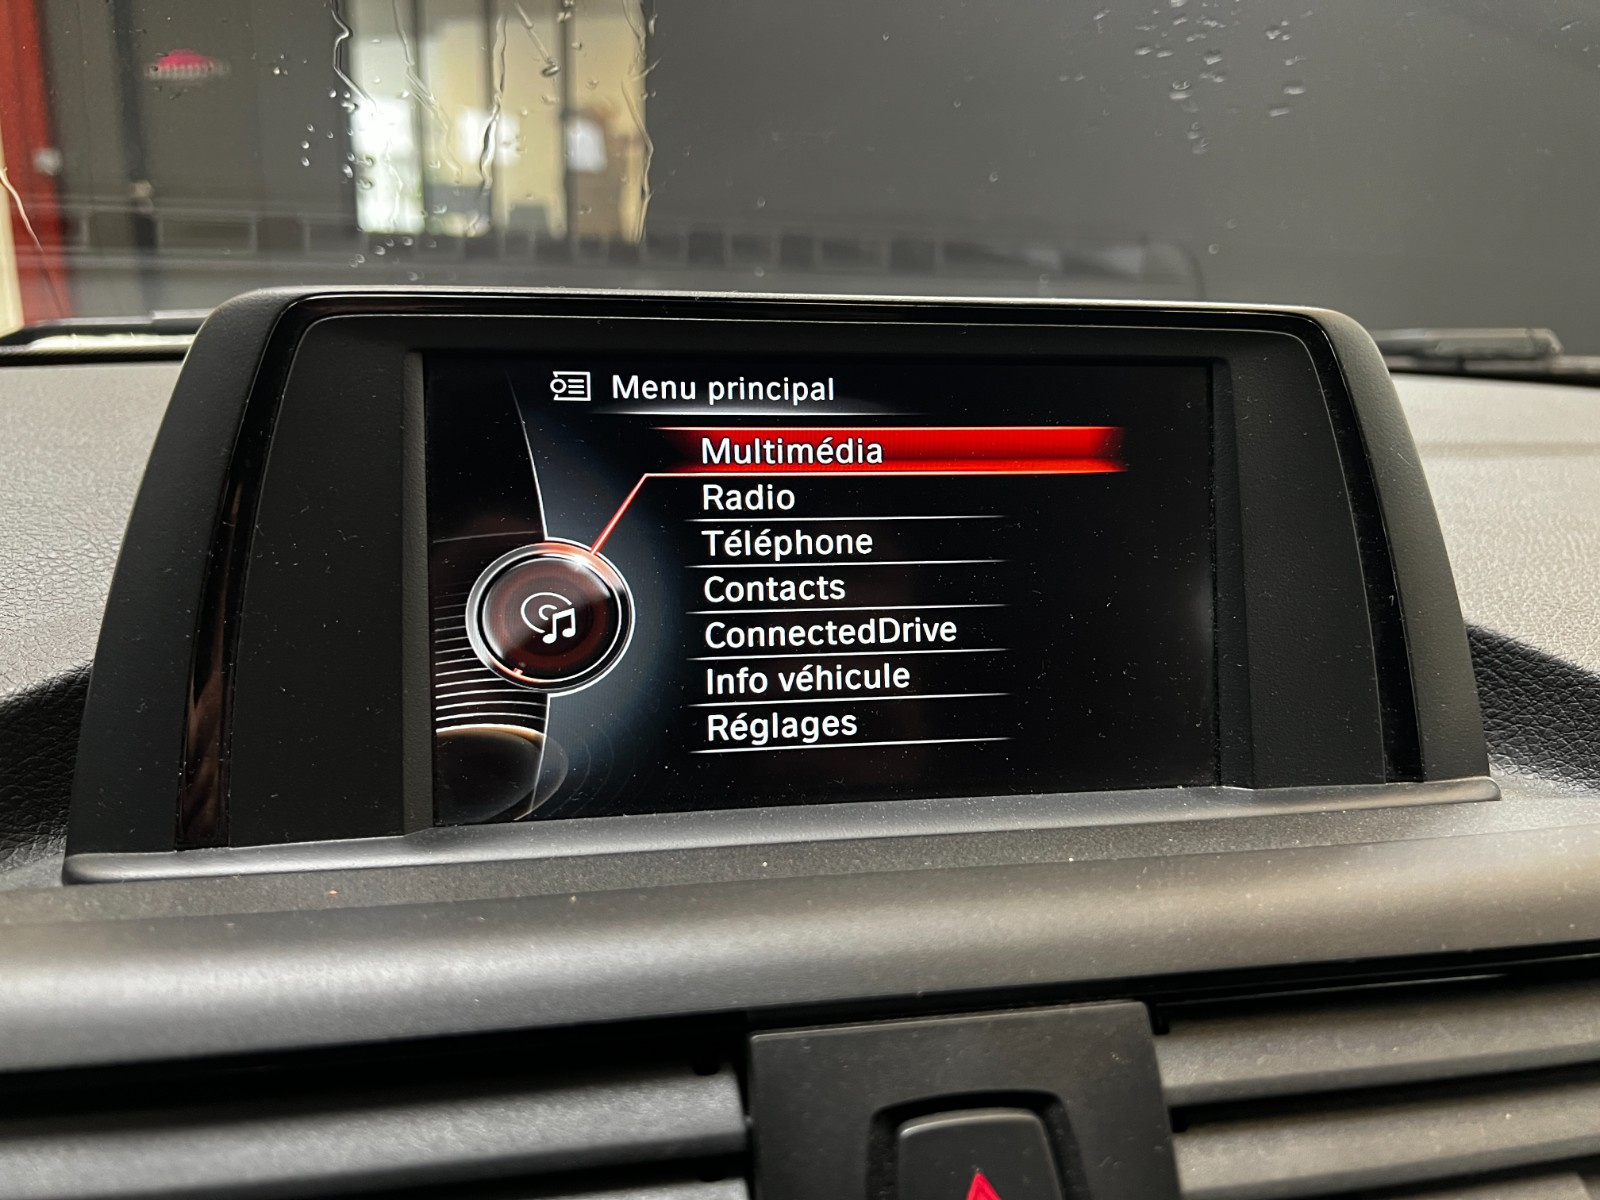 Menu principal
Multimédia
Radio
Téléphone
Contacts
ConnectedDrive
Info véhicule
Réglages